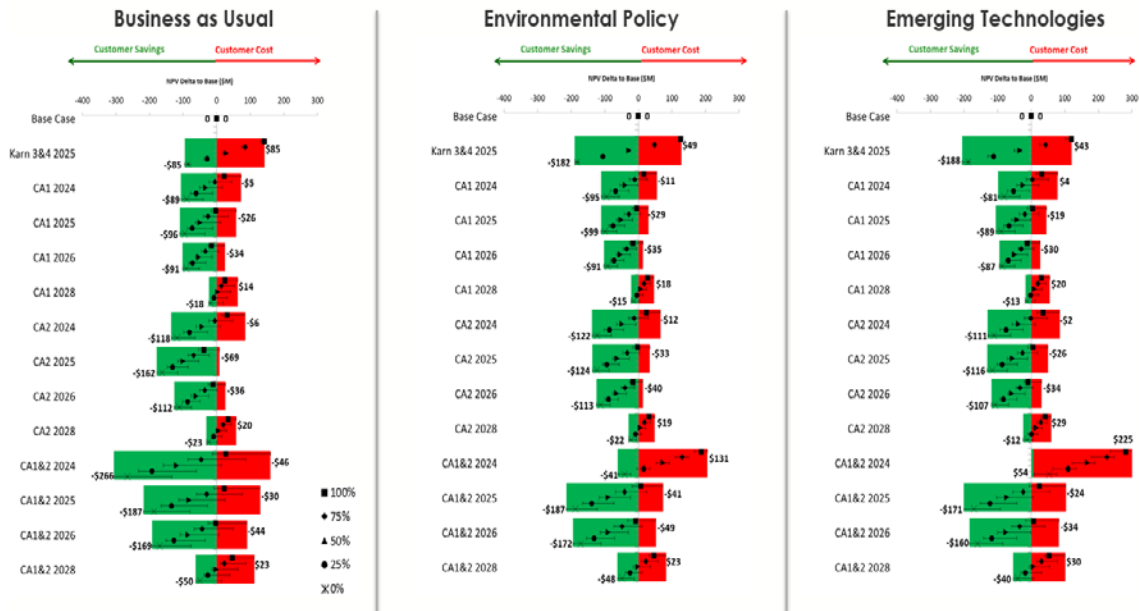 Business as Usual
Customer Savings Customer Cost
NPV Delta to Base ($M)
-400 -300 -200 -100 0 100 200 300
Base Case 0 0
Karn 3&4 2025 -$85 $85
CA1 2024 -$89 -$5
CA1 2025 -$96 -$26
CA1 2026 -$91 -$34
CA1 2028 -$18 $14
CA2 2024 -$118 -$6
CA2 2025 -$162 -$69
CA2 2026 -$112 -$36
CA2 2028 -$23 $20
CA1&2 2024 -$266 -$46
CA1&2 2025 -$187 -$30
CA1&2 2026 -$169 -$44
CA1&2 2028 -$50 $23
100%
75%
50%
25%
0%
Environmental Policy
Customer Savings Customer Cost
NPV Delta to Base ($M)
-400 -300 -200 -100 0 100 200 300
Base Case 0 0
Karn 3&4 2025 -$182 $49
CA1 2024 -$95 -$11
CA1 2025 -$99 -$29
CA1 2026 -$91 -$35
CA1 2028 -$15 $18
CA2 2024 -$122 -$12
CA2 2025 -$124 -$33
CA2 2026 -$113 -$40
CA2 2028 -$22 $19
CA1&2 2024 -$41 $131
CA1&2 2025 -$187 -$41
CA1&2 2026 -$172 -$49
CA1&2 2028 -$48 $23
Emerging Technologies
Customer Savings Customer Cost
NPV Delta to Base ($M)
-400 -300 -200 -100 0 100 200 300
Base Case 0 0
Karn 3&4 2025 -$188 $43
CA1 2024 -$81 $4
CA1 2025 -$89 -$19
CA1 2026 -$87 -$30
CA1 2028 -$13 $20
CA2 2024 -$111 -$2
CA2 2025 -$116 -$26
CA2 2026 -$107 -$34
CA2 2028 -$12 $29
CA1&2 2024 $54 $225
CA1&2 2025 -$171 -$24
CA1&2 2026 -$160 -$34
CA1&2 2028 -$40 $30